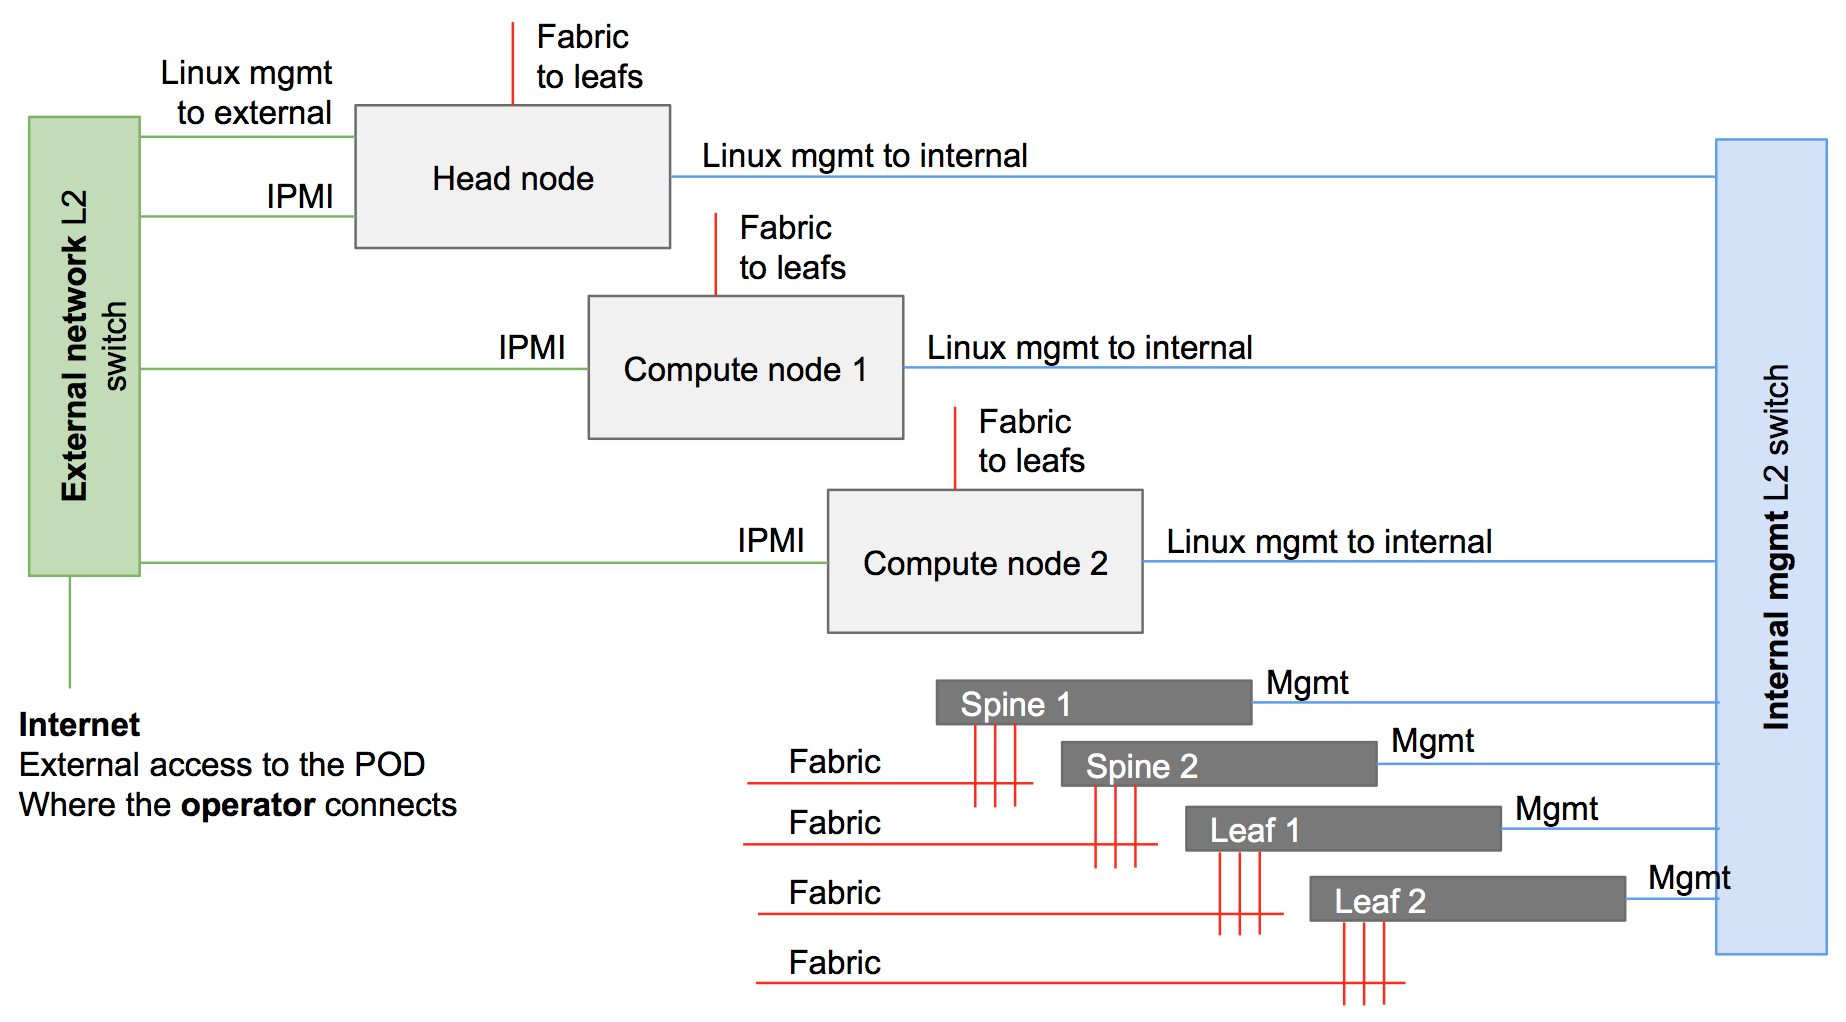 Fabric
to leafs
Linux mgmt
to external
Head node
Linux mgmt to internal
IPMI
External network L2
switch
Fabric
to leafs
IPMI
Compute node 1
Linux mgmt to internal
Fabric
to leafs
IPMI
Compute node 2
Linux mgmt to internal
Internal mgmt L2 switch
Internet
External access to the POD
Where the operator connects
Spine 1
Mgmt
Fabric
Spine 2
Mgmt
Fabric
Leaf 1
Mgmt
Fabric
Leaf 2
Mgmt
Fabric